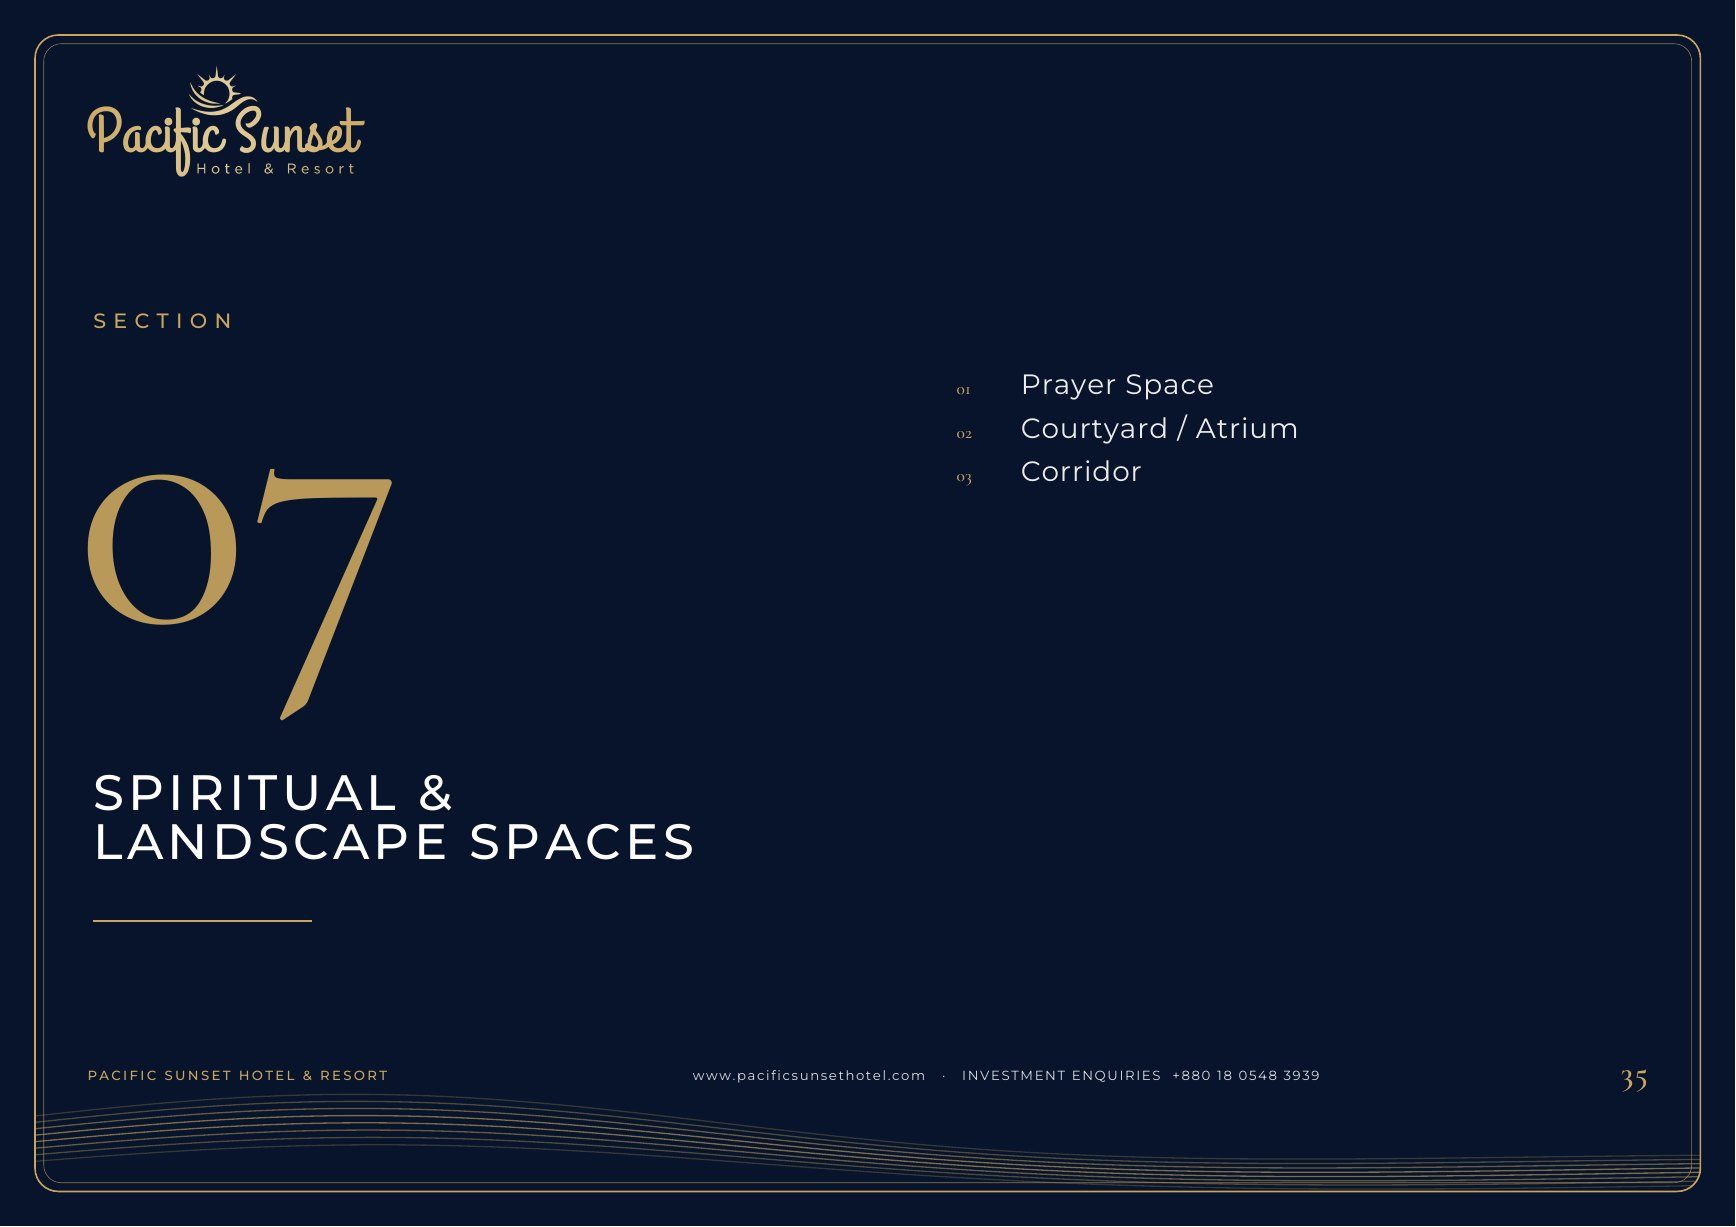 Pacific Sunset
Hotel & Resort
SECTION
07
SPIRITUAL &
LANDSCAPE SPACES
01 Prayer Space
02 Courtyard / Atrium
03 Corridor
PACIFIC SUNSET HOTEL & RESORT
www.pacificsunsethotel.com · INVESTMENT ENQUIRIES +880 18 0548 3939
35